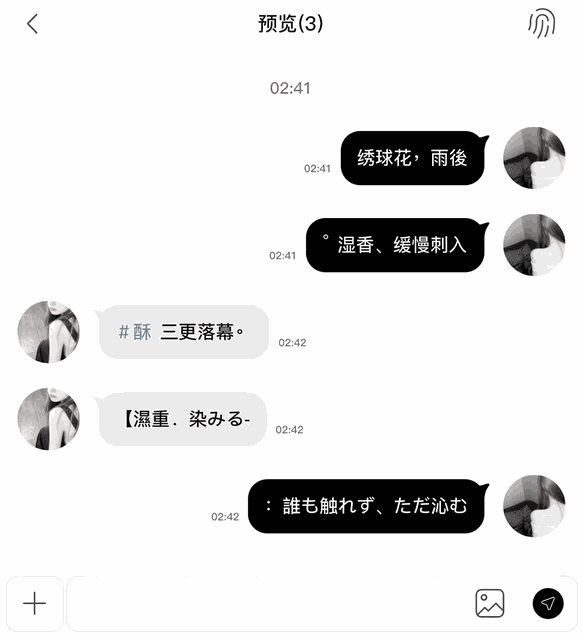 预览(3)
02:41
绣球花，雨後
02:41
° 湿香、缓慢刺入
02:41
#酥 三更落幕。
02:42
【濕重．染みる-
02:42
：誰も触れず、ただ沁む
02:42